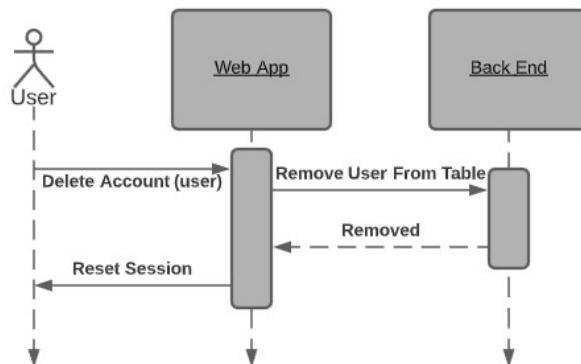 Web App
Back End
User
Delete Account (user)
Remove User From Table
Removed
Reset Session